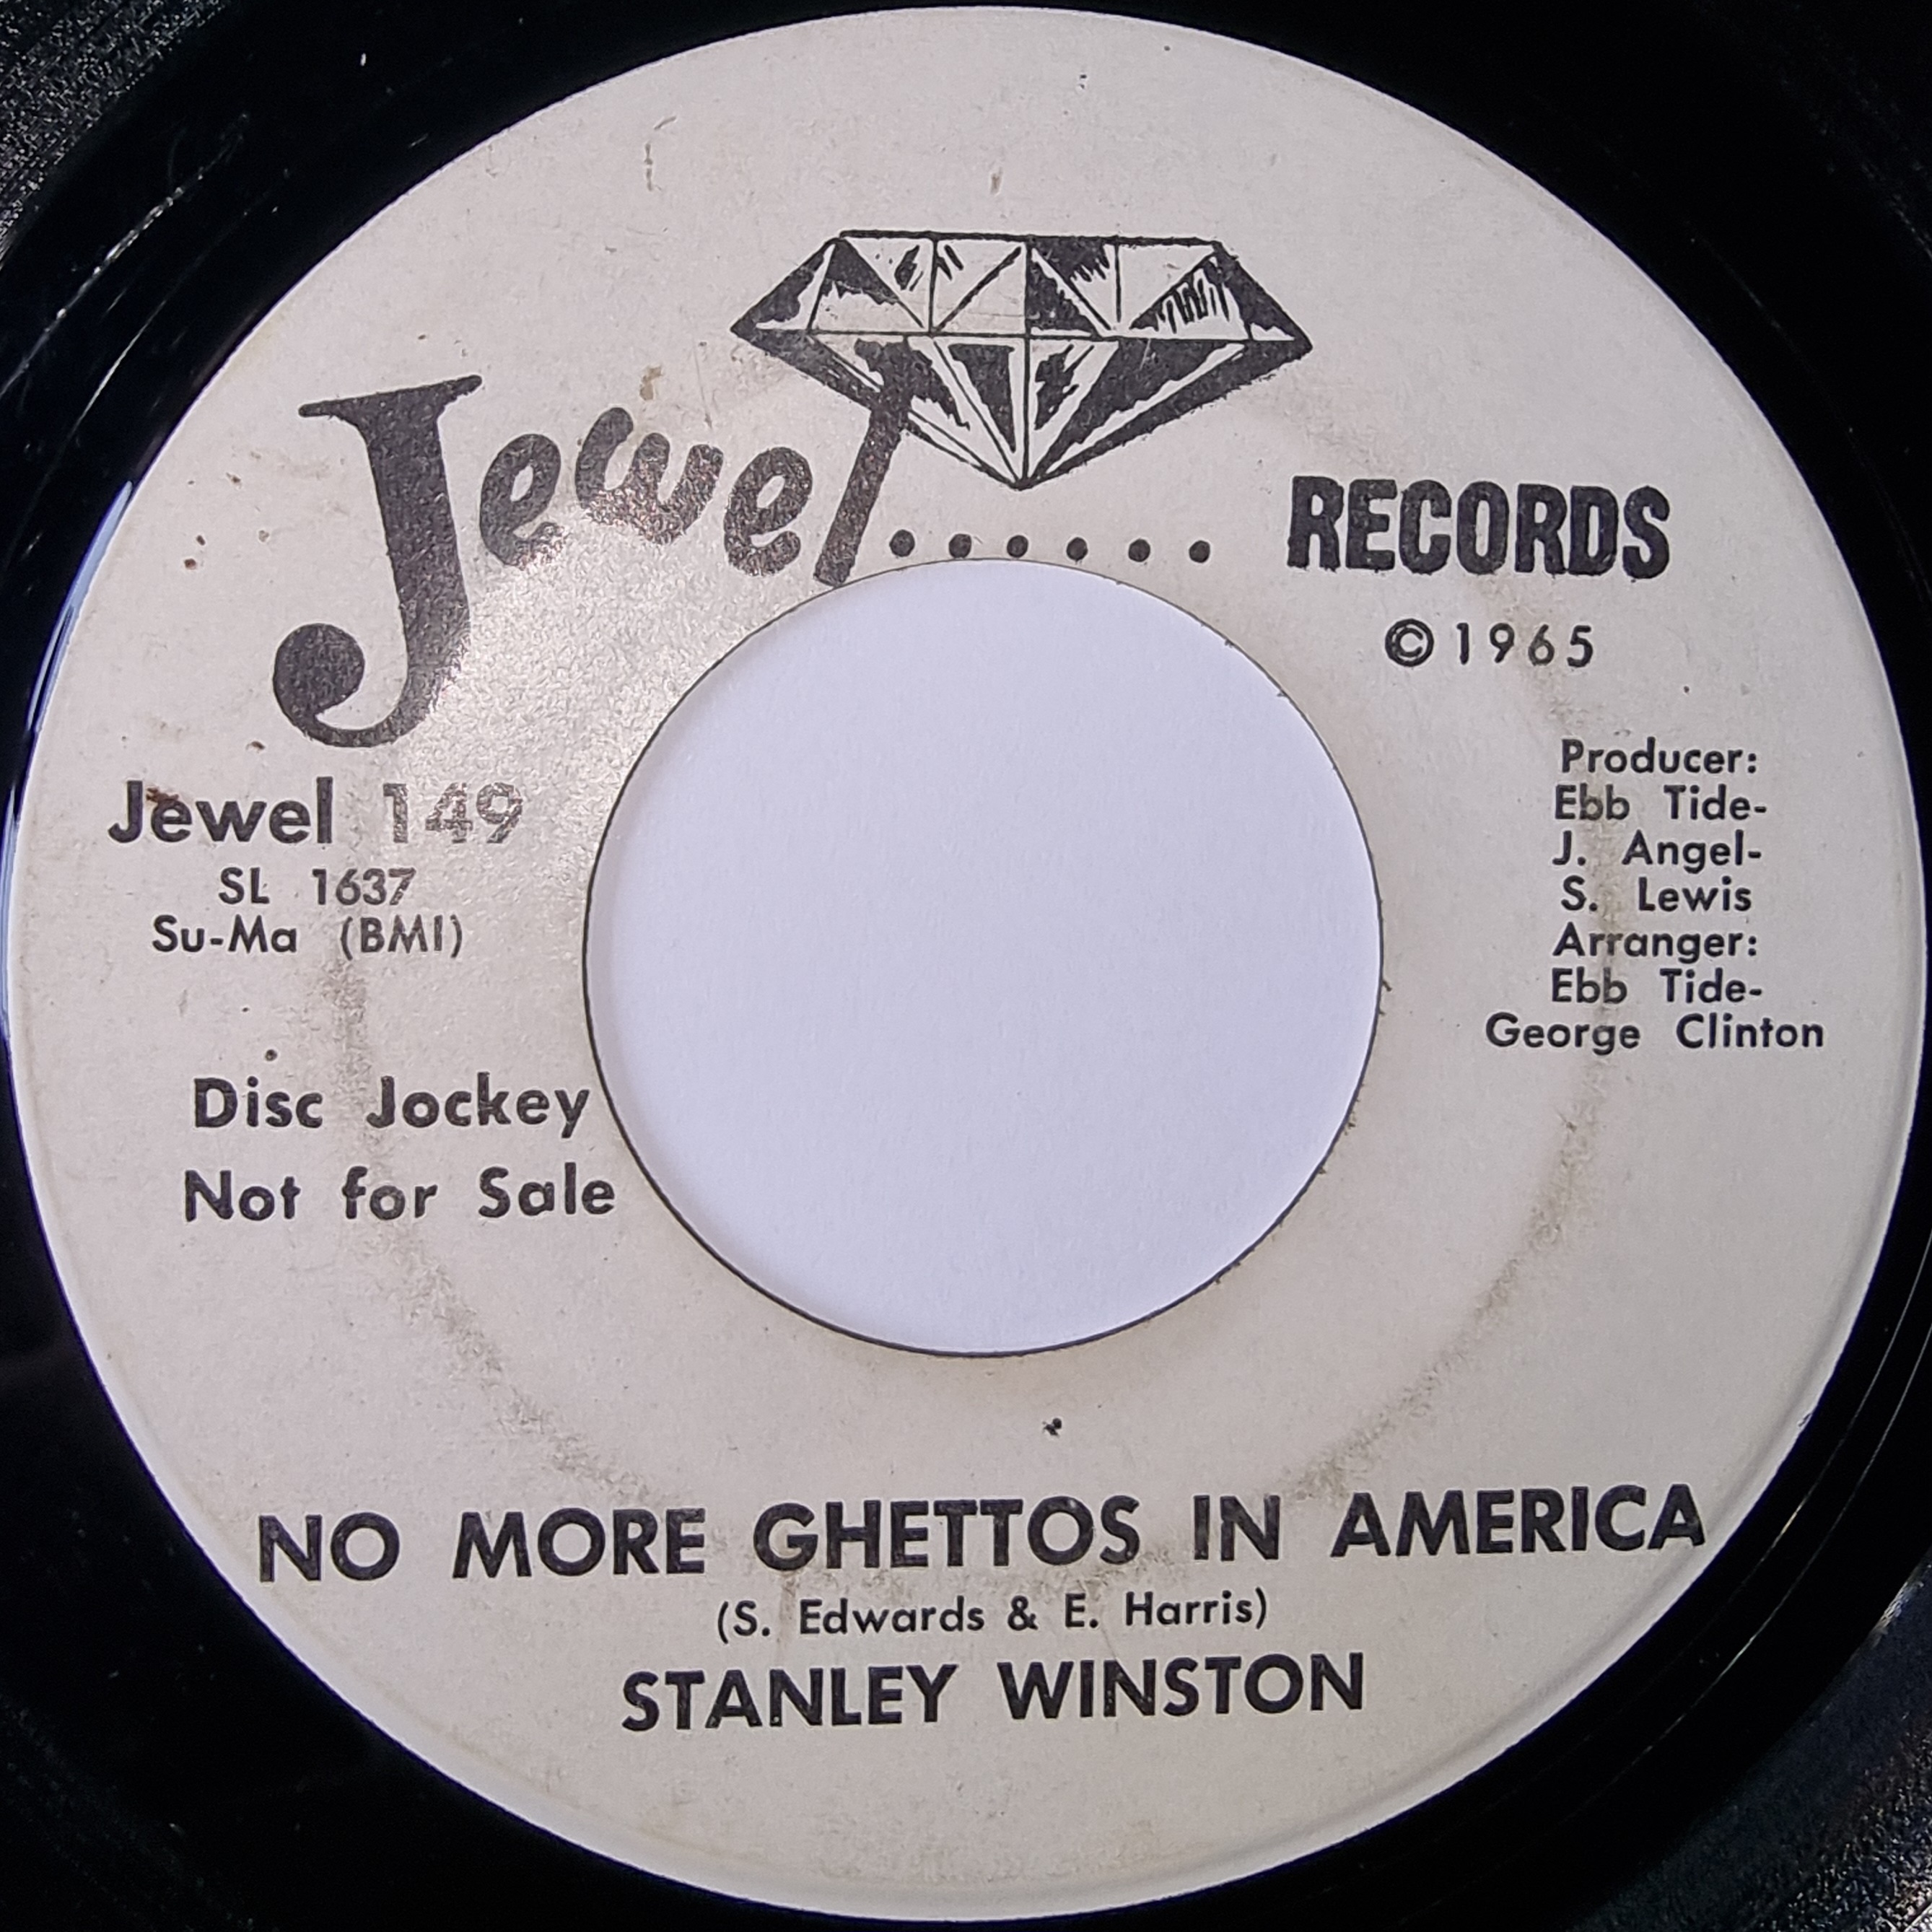 Jewel...... RECORDS
©1965
Jewel 149
SL 1637
Su-Ma (BMI)
Disc Jockey
Not for Sale
Producer:
Ebb Tide-
J. Angel-
S. Lewis
Arranger:
Ebb Tide-
George Clinton
NO MORE GHETTOS IN AMERICA
(S. Edwards & E. Harris)
STANLEY WINSTON